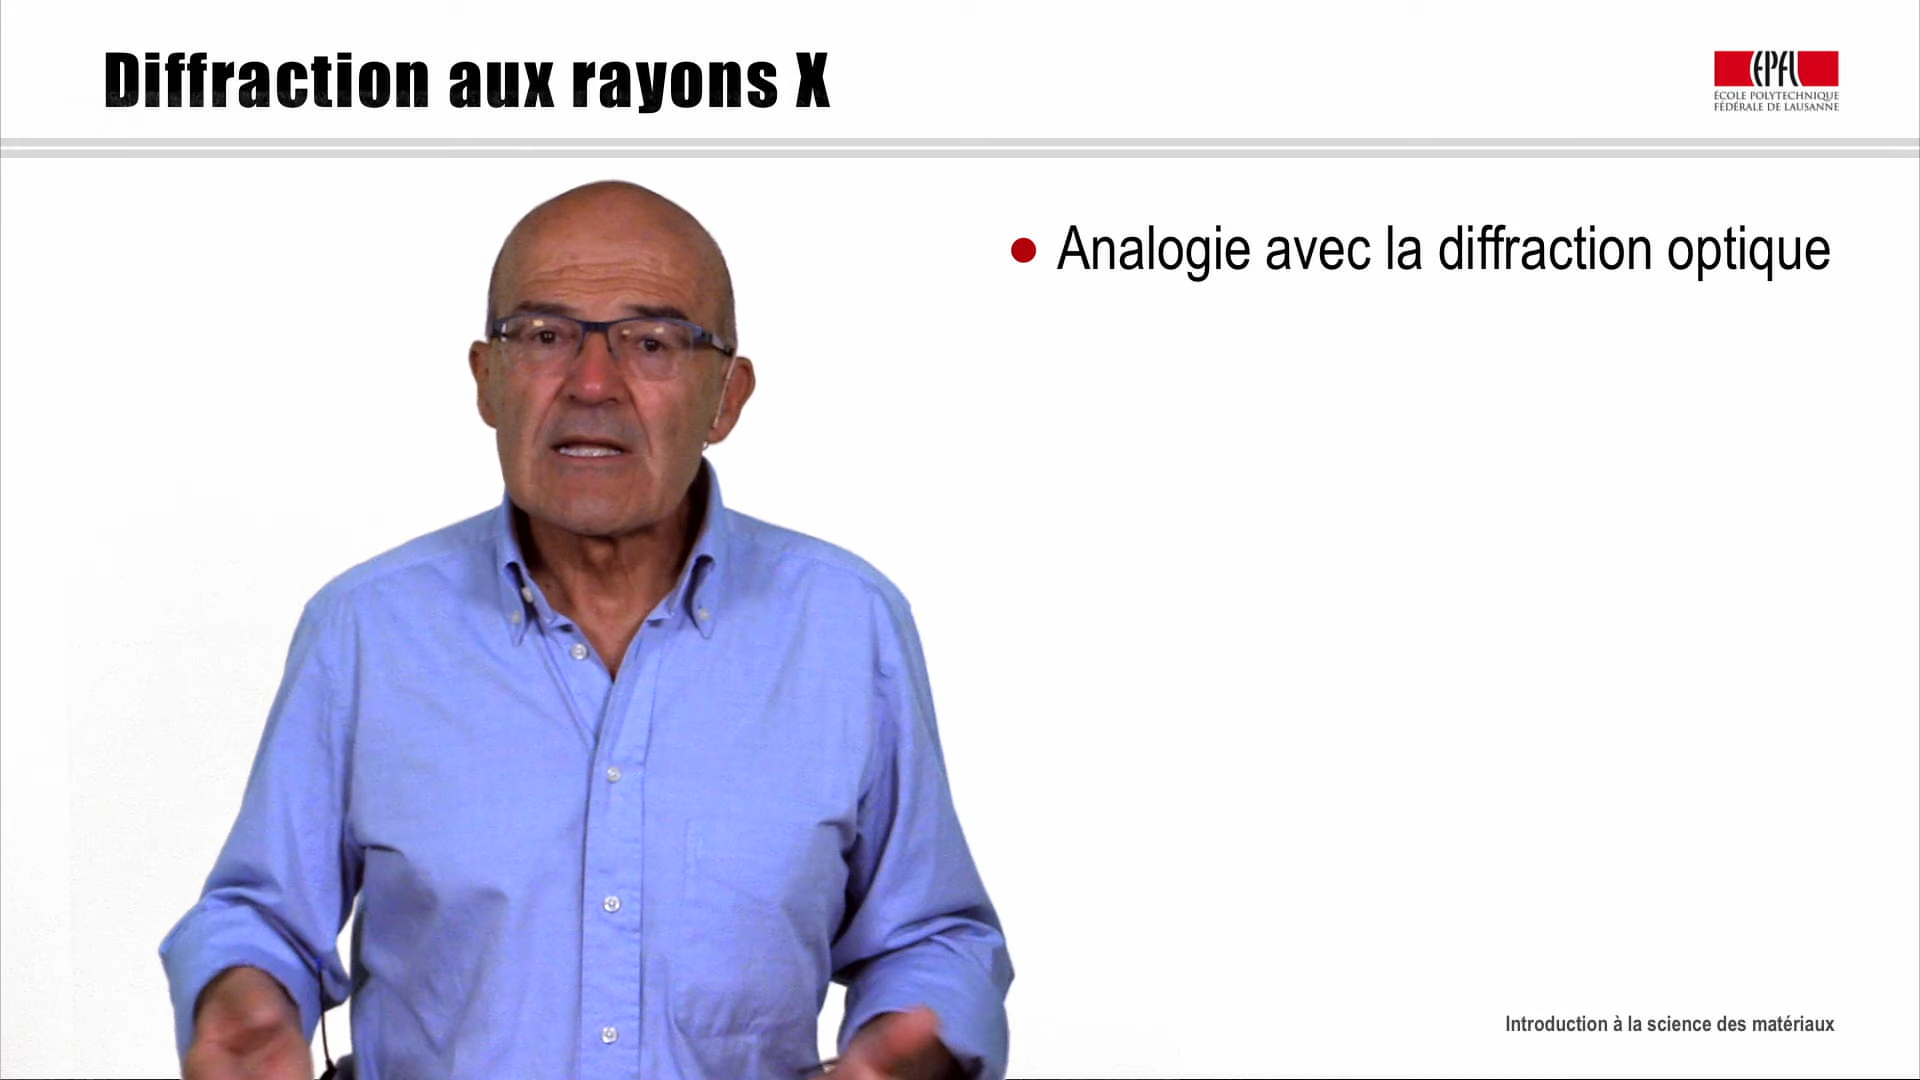 Diffraction aux rayons X
EPFL
ÉCOLE POLYTECHNIQUE
FÉDÉRALE DE LAUSANNE
Analogie avec la diffraction optique
Introduction à la science des matériaux